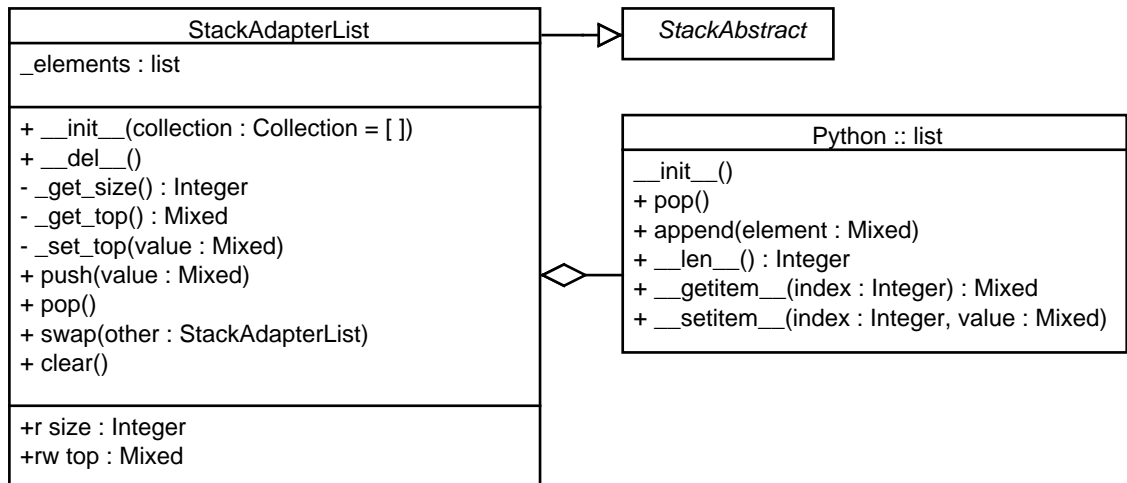 StackAdapterList
_elements : list
+ __init__(collection : Collection = [ ])
+ __del__()
- _get_size() : Integer
- _get_top() : Mixed
- _set_top(value : Mixed)
+ push(value : Mixed)
+ pop()
+ swap(other : StackAdapterList)
+ clear()
+r size : Integer
+rw top : Mixed
StackAbstract
Python :: list
__init__()
+ pop()
+ append(element : Mixed)
+ __len__() : Integer
+ __getitem__(index : Integer) : Mixed
+ __setitem__(index : Integer, value : Mixed)